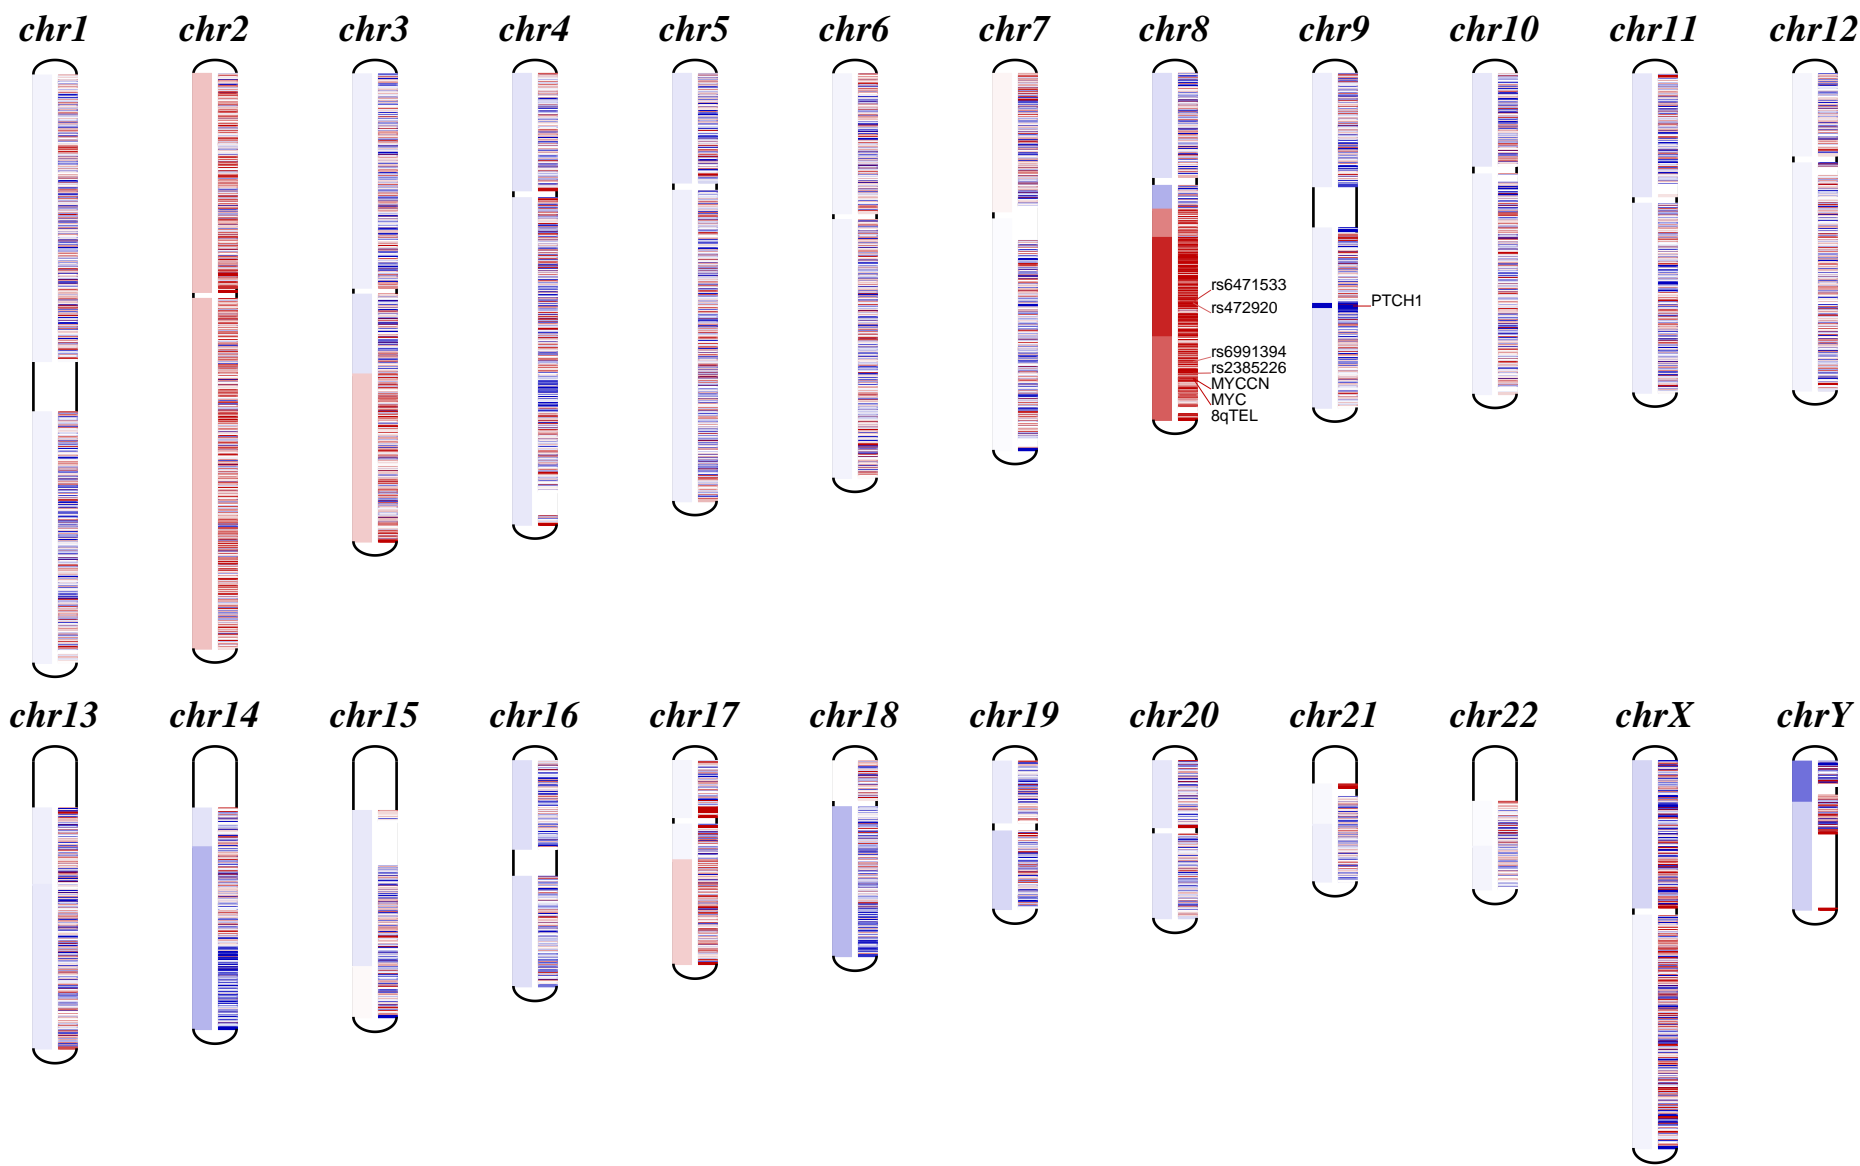 chr1 chr2 chr3 chr4 chr5 chr6 chr7 chr8 chr9 chr10 chr11 chr12
rs6471533
PTCH1
rs472920
rs6991394
rs2385226
MYCCN
MYC
8qTEL
chr13 chr14 chr15 chr16 chr17 chr18 chr19 chr20 chr21 chr22 chrX chrY